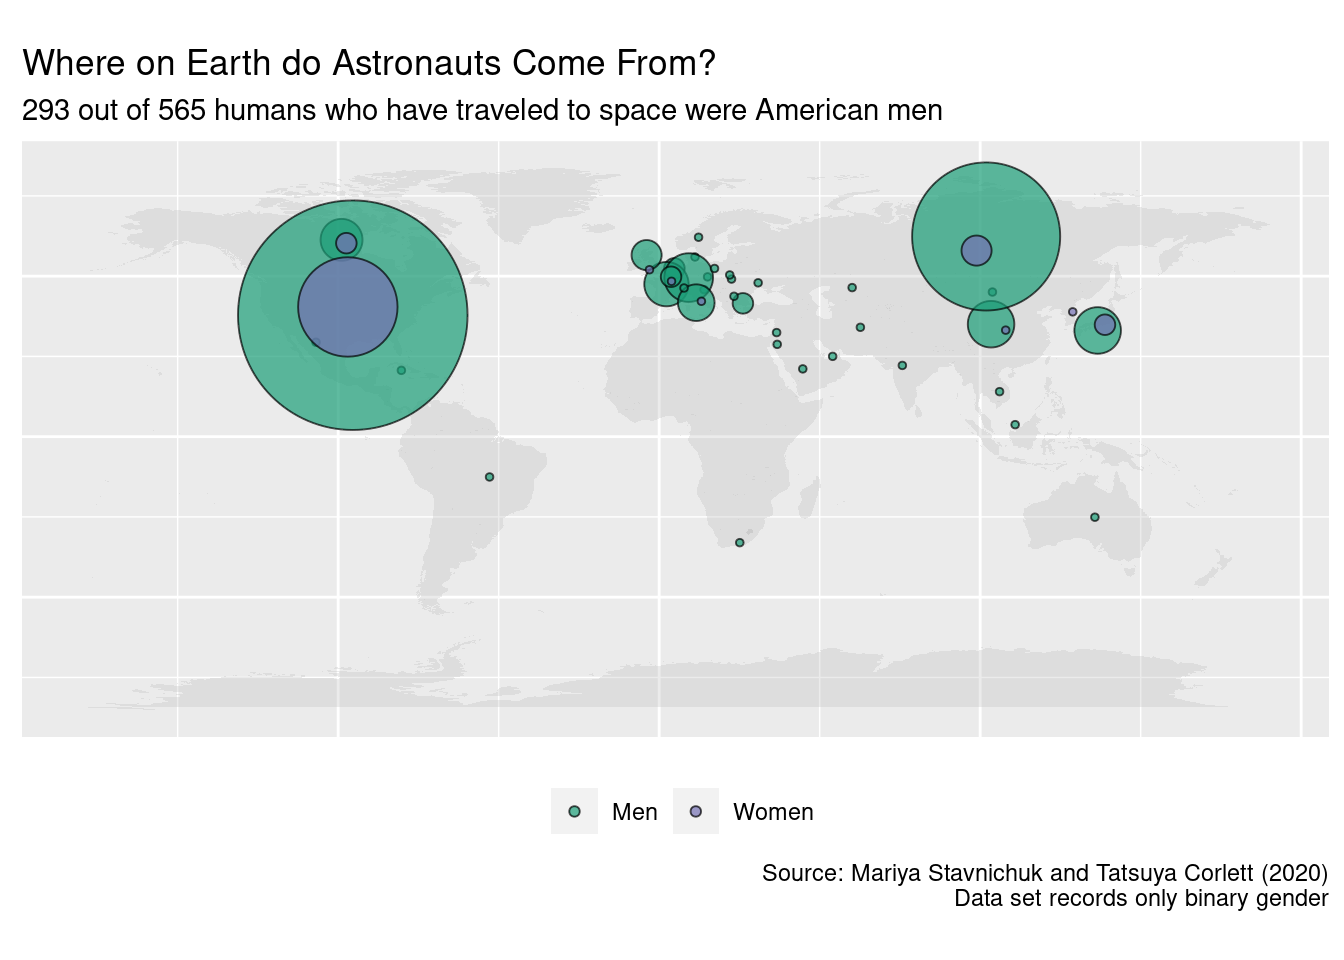 Where on Earth do Astronauts Come From?
293 out of 565 humans who have traveled to space were American men
Men
Women
Source: Mariya Stavnichuk and Tatsuya Corlett (2020)
Data set records only binary gender